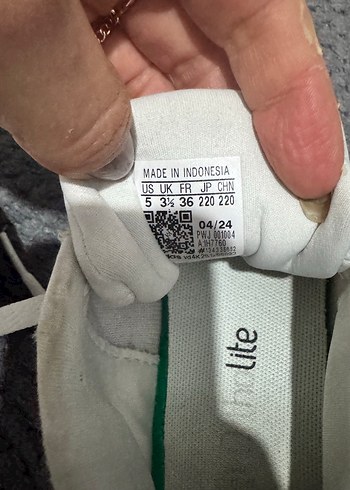 MADE IN INDONESIA
US UK FR JP CHN
5 3½ 36 220 220
04/24
PWJ 001004
lite